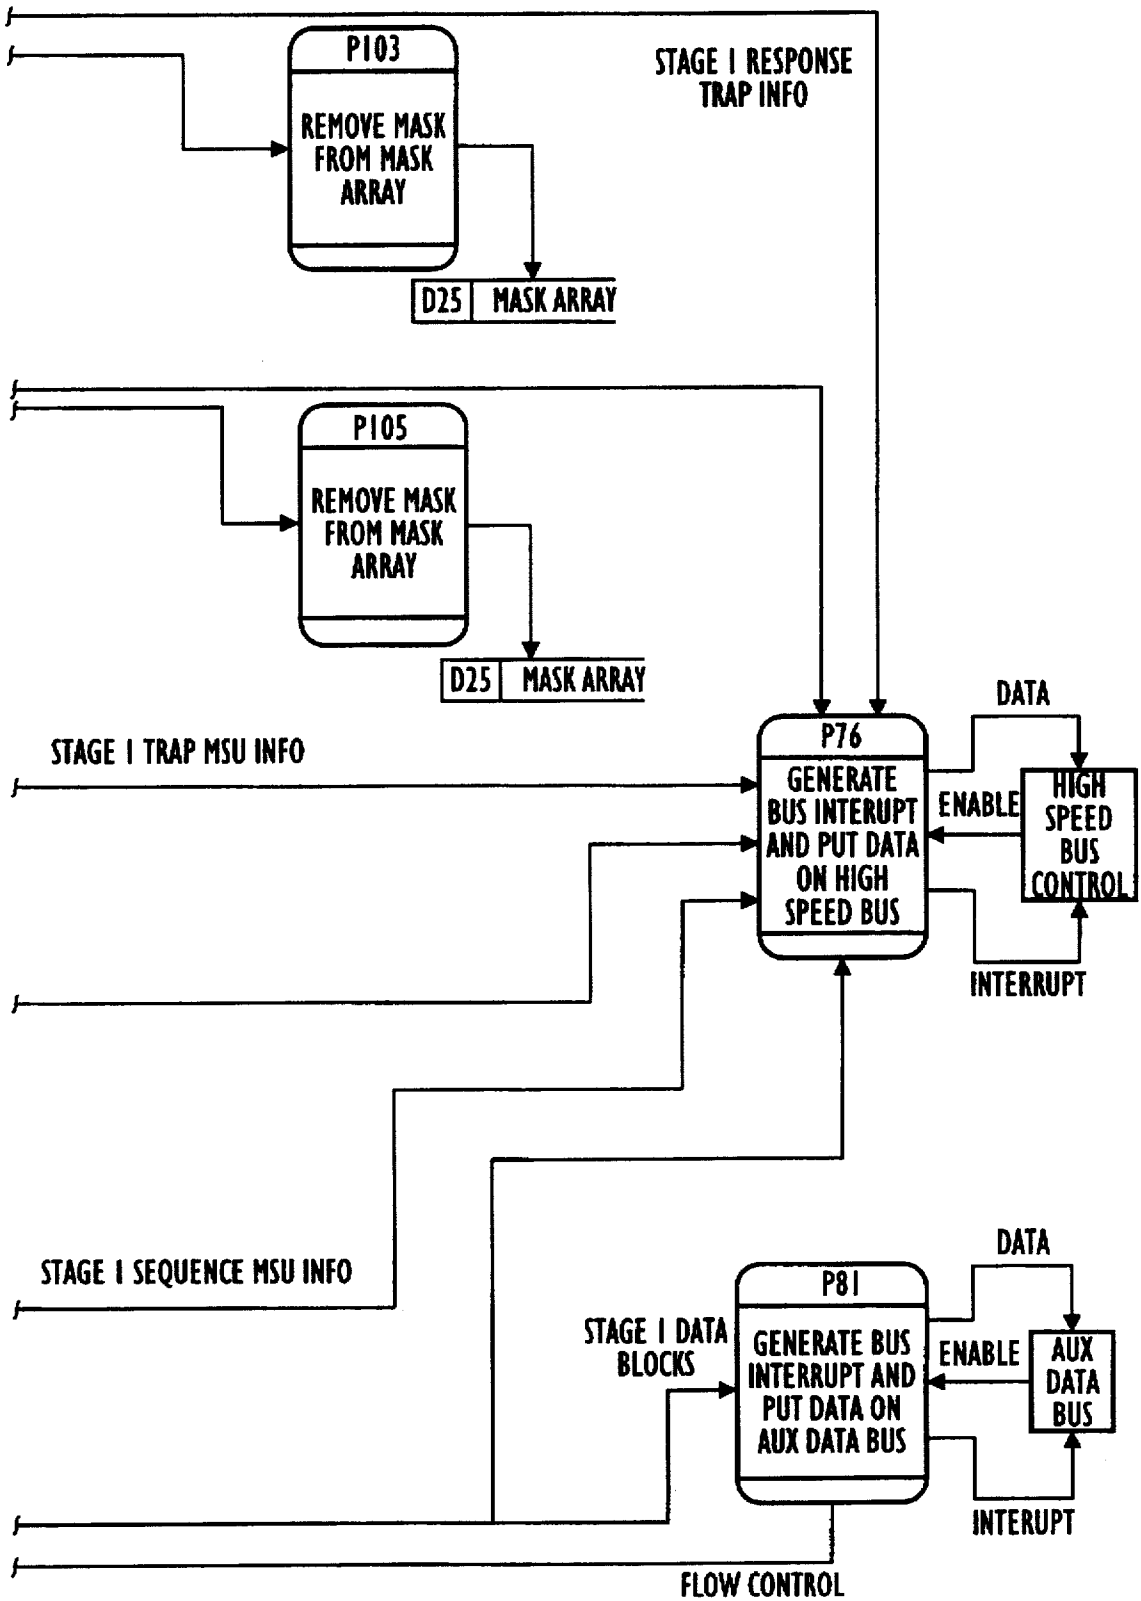 P103
REMOVE MASK
FROM MASK
ARRAY
D25 MASK ARRAY
STAGE 1 RESPONSE
TRAP INFO
P105
REMOVE MASK
FROM MASK
ARRAY
D25 MASK ARRAY
STAGE 1 TRAP MSU INFO
P76
GENERATE
BUS INTERUPT
AND PUT DATA
ON HIGH
SPEED BUS
DATA
ENABLE
HIGH
SPEED
BUS
CONTROL
INTERRUPT
STAGE 1 SEQUENCE MSU INFO
STAGE 1 DATA
BLOCKS
P81
GENERATE BUS
INTERRUPT AND
PUT DATA ON
AUX DATA BUS
DATA
ENABLE
AUX
DATA
BUS
INTERUPT
FLOW CONTROL